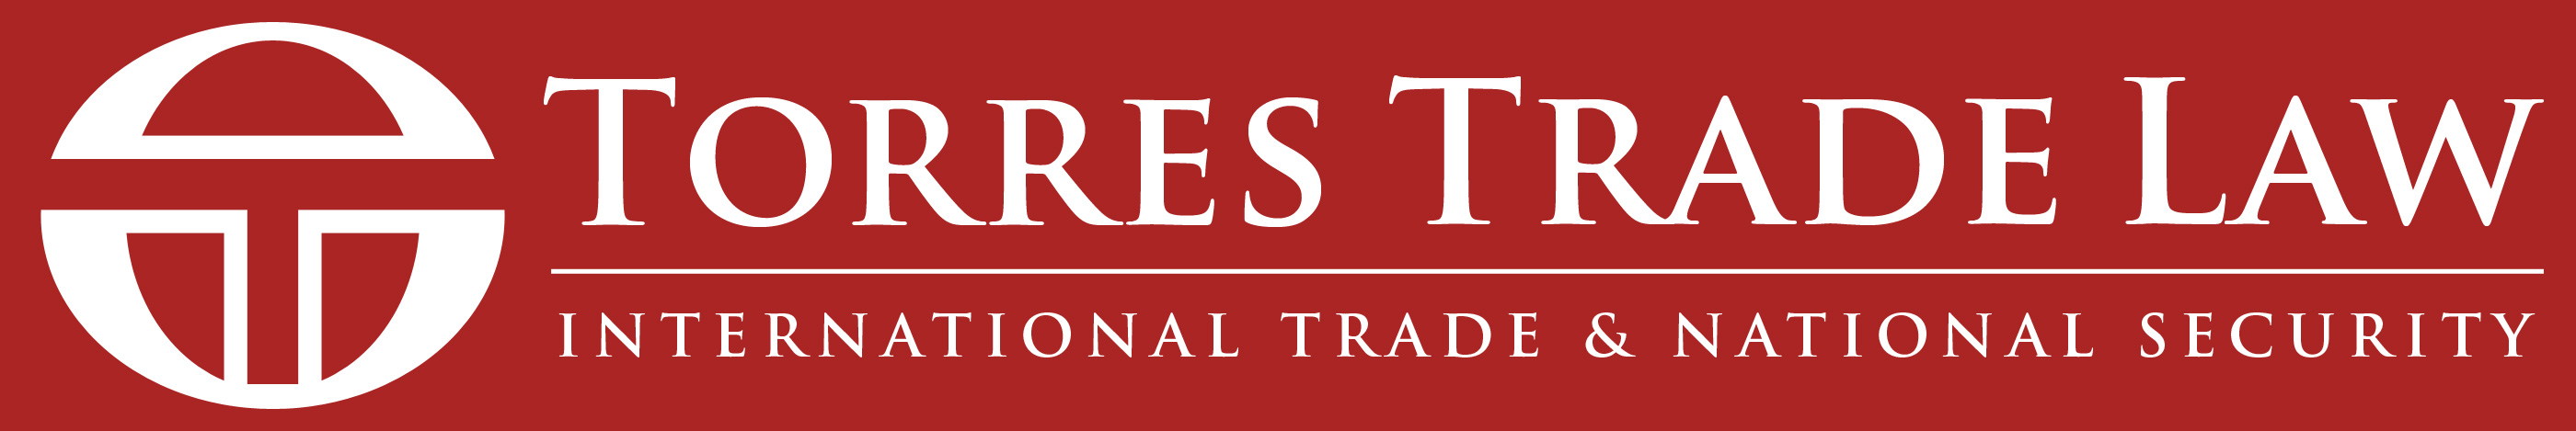 TORRES TRADE LAW
INTERNATIONAL TRADE & NATIONAL SECURITY